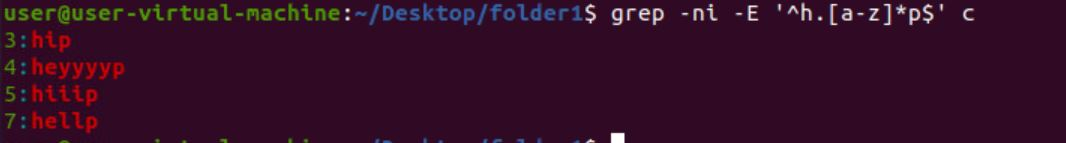 user@user-virtual-machine:~/Desktop/folder1$ grep -ni -E '^h.[a-z]*p$' c
3:hip
4:heyyyyp
5:hiiip
7:hellp